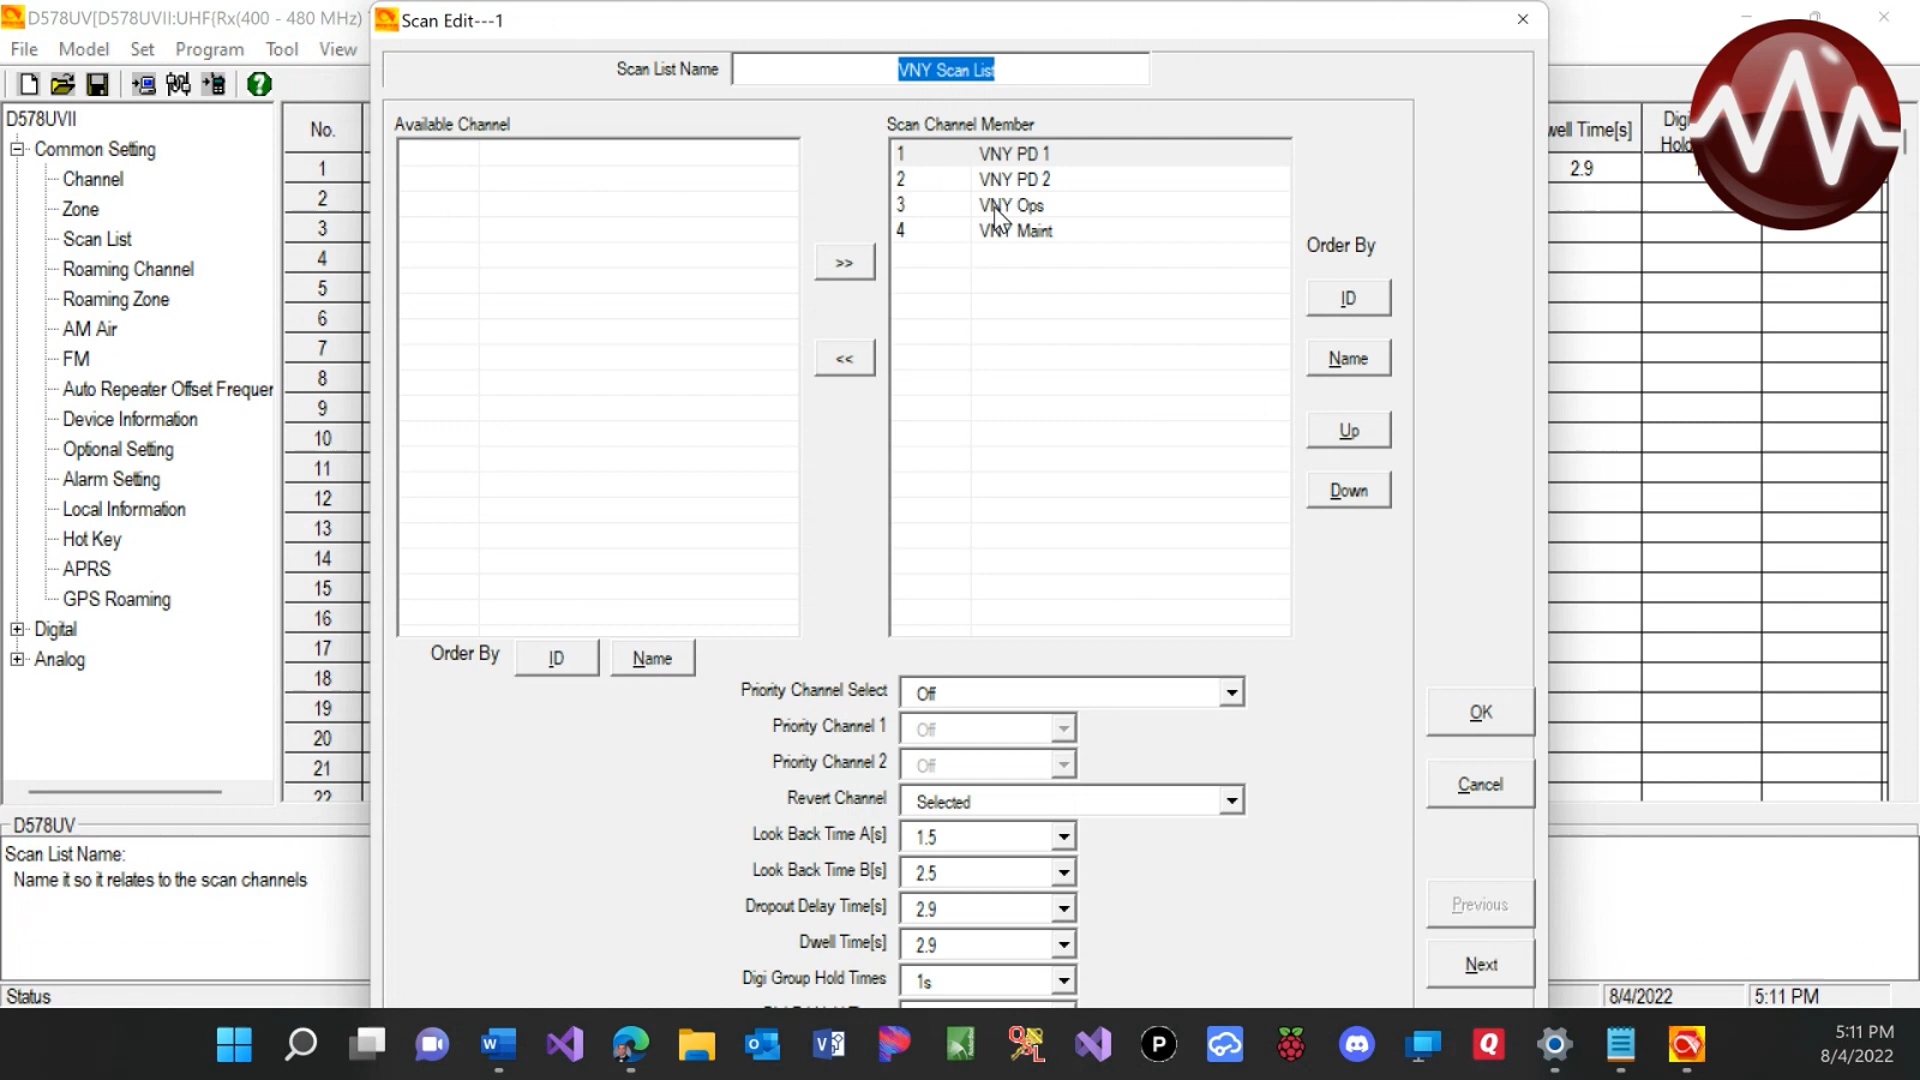 D578UV[D578UVII:UHF{Rx(400 - 480 MHz)
File Model Set Program Tool View
D578UVII
Common Setting
Channel
Zone
Scan List
Roaming Channel
Roaming Zone
AM Air
FM
Auto Repeater Offset Frequer
Device Information
Optional Setting
Alarm Setting
Local Information
Hot Key
APRS
GPS Roaming
Digital
Analog
No.
1
2
3
4
5
6
7
8
9
10
11
12
13
14
15
16
17
18
19
20
21
22
Scan Edit---1
Scan List Name VNY Scan List
Available Channel
Scan Channel Member
1 VNY PD 1
2 VNY PD 2
3 VNY Ops
4 VNY Maint
>>
<<
Order By
ID
Name
Up
Down
Order By ID Name
Priority Channel Select Off
Priority Channel 1 Off
Priority Channel 2 Off
Revert Channel Selected
Look Back Time A[s] 1.5
Look Back Time B[s] 2.5
Dropout Delay Time[s] 2.9
Dwell Time[s] 2.9
Digi Group Hold Times 1s
OK
Cancel
Previous
Next
well Time[s]
Digi
Hol
2.9
D578UV
Scan List Name:
Name it so it relates to the scan channels
Status
8/4/2022 5:11 PM
5:11 PM
8/4/2022